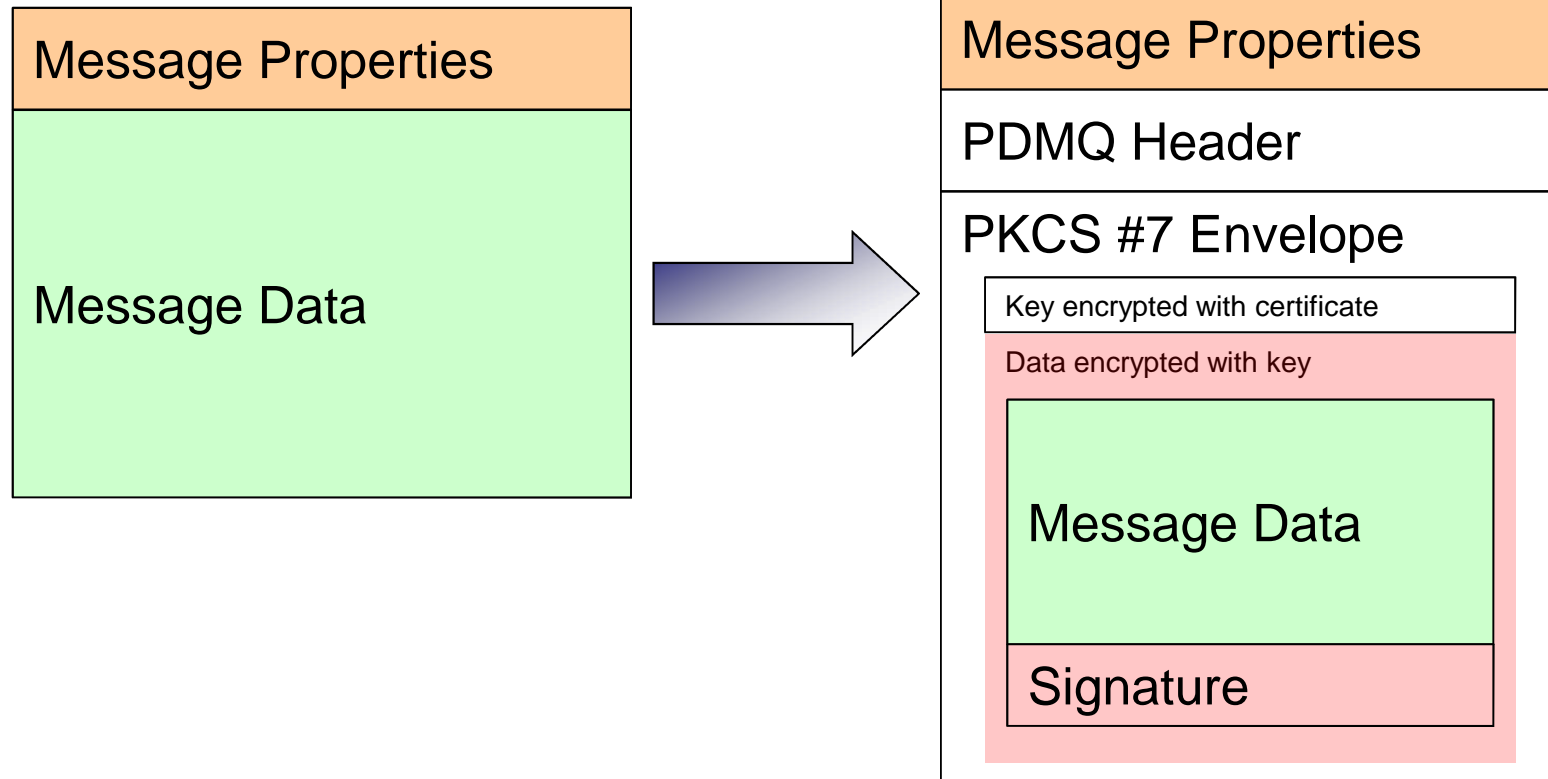 Message Properties
Message Data
Message Properties
PDMQ Header
PKCS #7 Envelope
Key encrypted with certificate
Data encrypted with key
Message Data
Signature